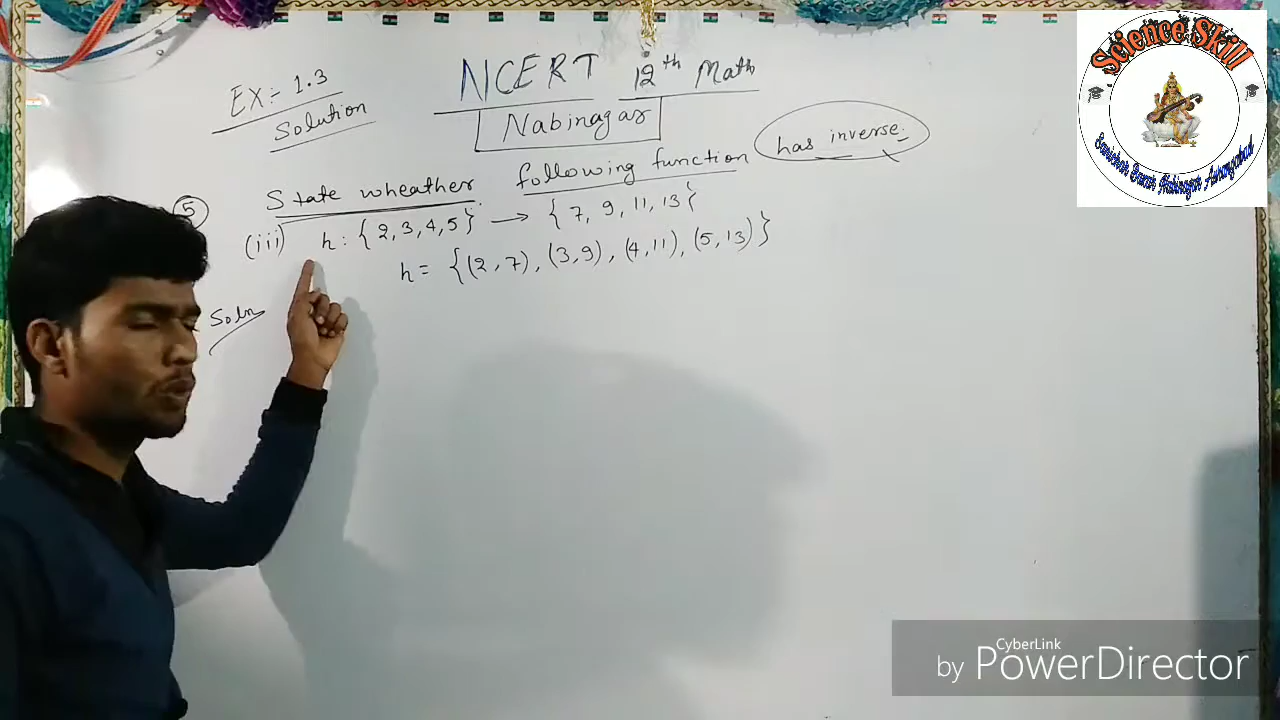 EX:- 1.3
Solution
NCERT 12th Math
Nabinagar
State wheather following function has inverse.
5
(iii) h : {2, 3, 4, 5} → {7, 9, 11, 13}
h = {(2, 7), (3, 9), (4, 11), (5, 13)}
Soln
Science Skill
CyberLink
by PowerDirector